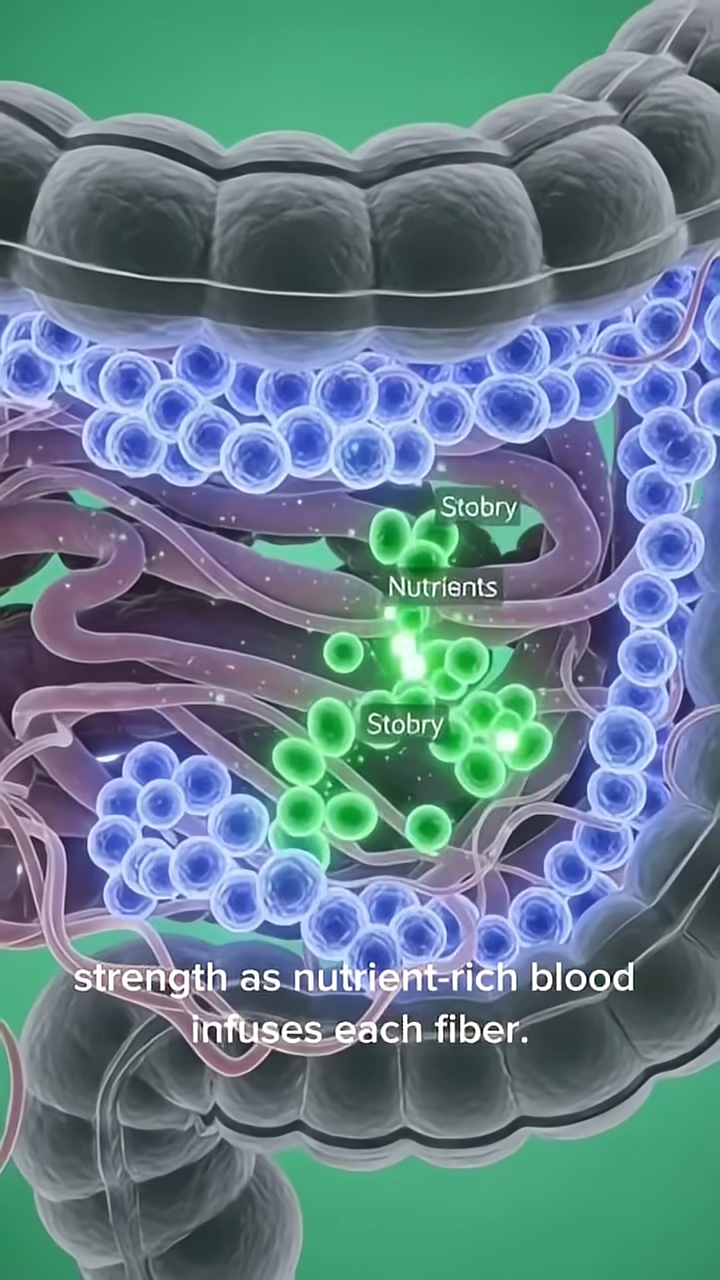 Stobry
Nutrients
Stobry
strength as nutrient-rich blood
infuses each fiber.